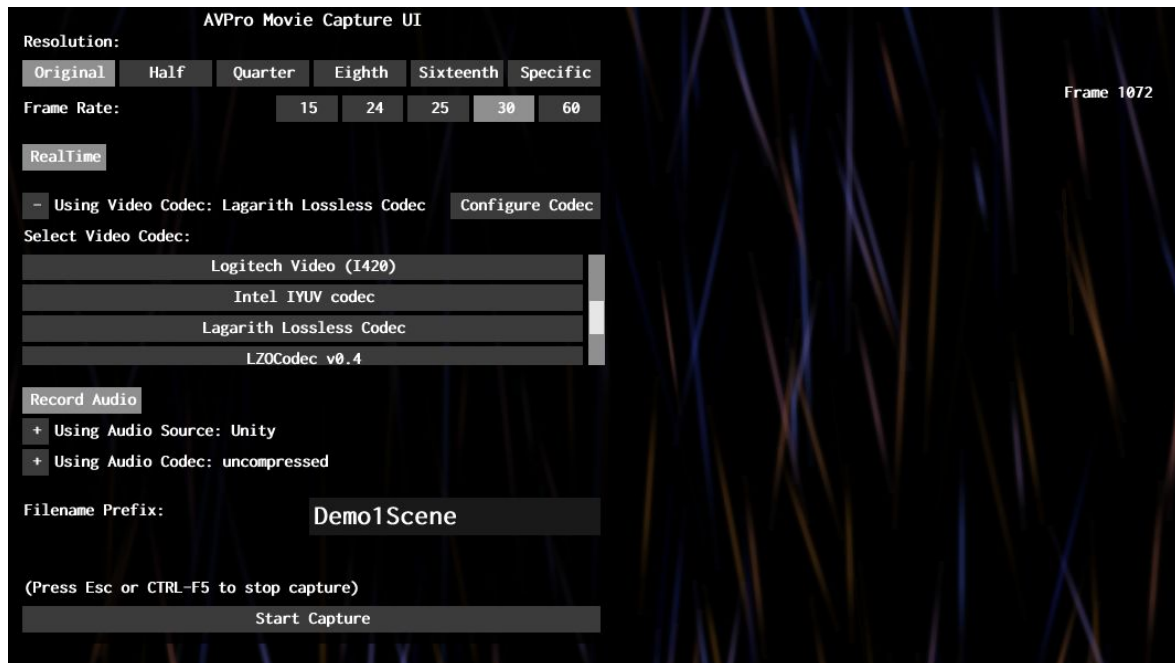 AVPro Movie Capture UI
Resolution:
Original Half Quarter Eighth Sixteenth Specific
Frame 1072
Frame Rate: 15 24 25 30 60
RealTime
- Using Video Codec: Lagarith Lossless Codec Configure Codec
Select Video Codec:
Logitech Video (I420)
Intel IYUV codec
Lagarith Lossless Codec
LZOCodec v0.4
Record Audio
+ Using Audio Source: Unity
+ Using Audio Codec: uncompressed
Filename Prefix: Demo1Scene
(Press Esc or CTRL-F5 to stop capture)
Start Capture